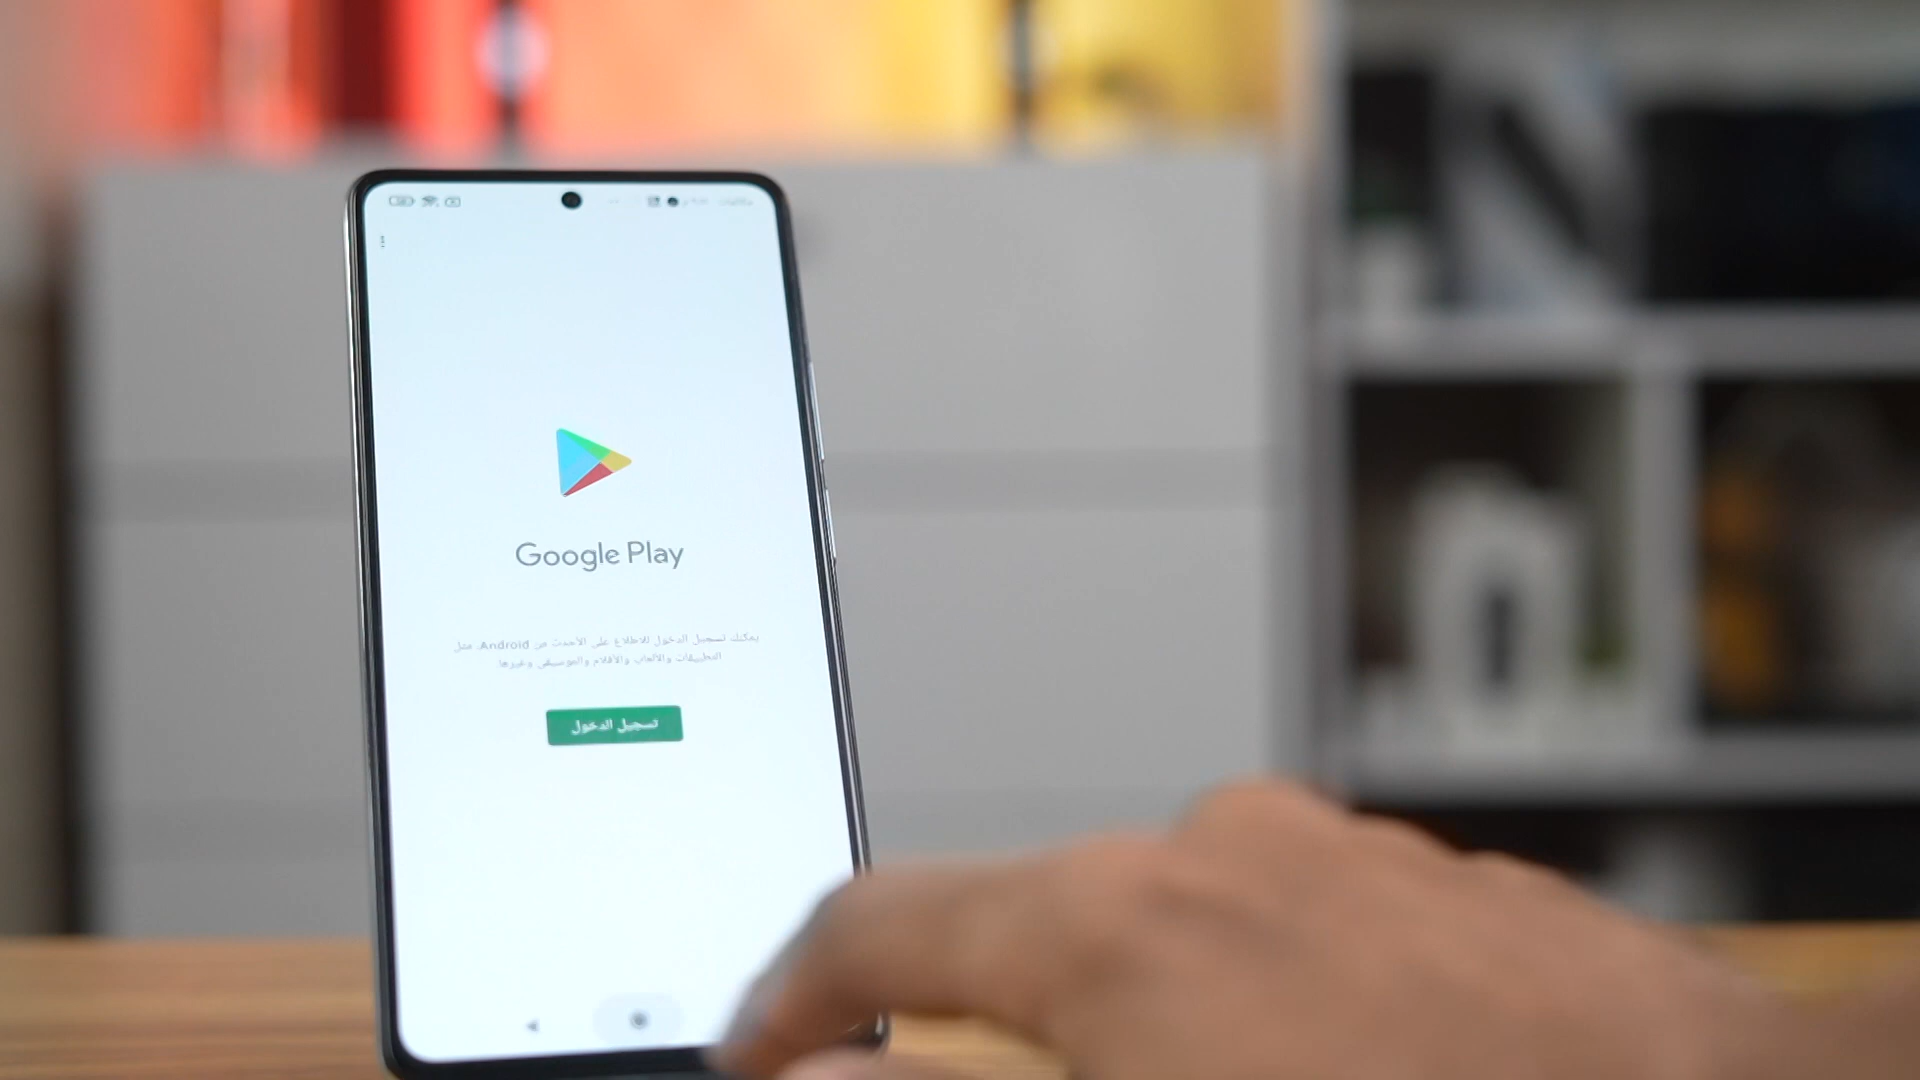 Google Play
يمكنك تسجيل الدخول للاطلاع على الأحدث من Android، مثل
التطبيقات والألعاب والأفلام والموسيقى وغيرها.
تسجيل الدخول